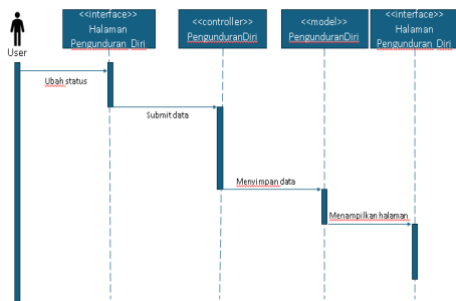 <<interface>>
Halaman
Pengunduran Diri
<<controller>>
PengunduranDiri
<<model>>
PengunduranDiri
<<interface>>
Halaman
Pengunduran Diri
User
Ubah status
Submit data
Menyimpan data
Menampilkan halaman